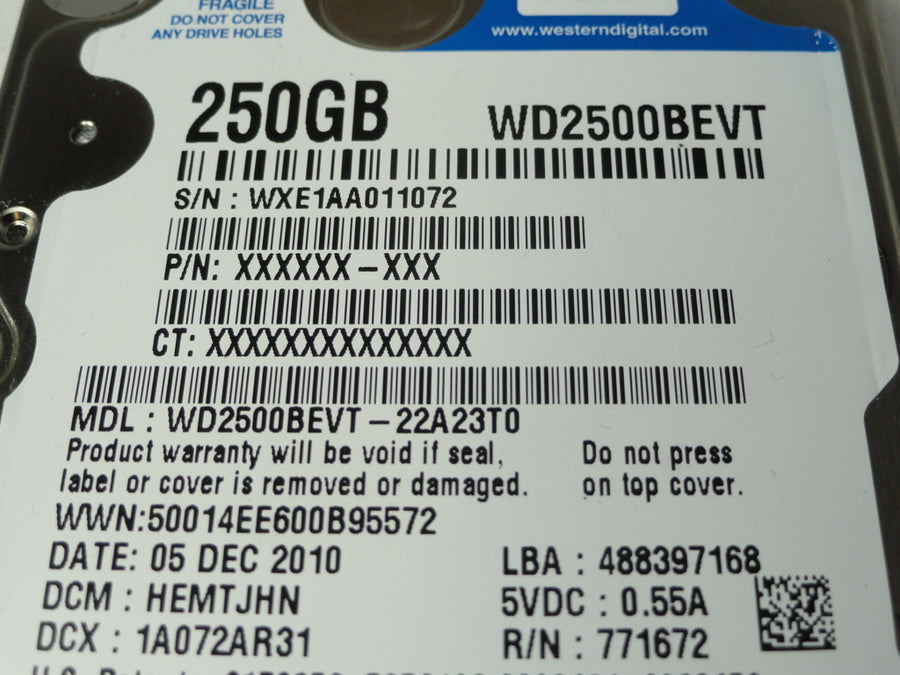 FRAGILE
DO NOT COVER
ANY DRIVE HOLES
www.westerndigital.com
250GB WD2500BEVT
S/N : WXE1AA011072
P/N: XXXXXX – XXX
CT: XXXXXXXXXXXXXX
MDL : WD2500BEVT – 22A23T0
Product warranty will be void if seal, Do not press
label or cover is removed or damaged. on top cover.
WWN:50014EE600B95572
DATE: 05 DEC 2010 LBA : 488397168
DCM : HEMTJHN 5VDC : 0.55A
DCX : 1A072AR31 R/N : 771672